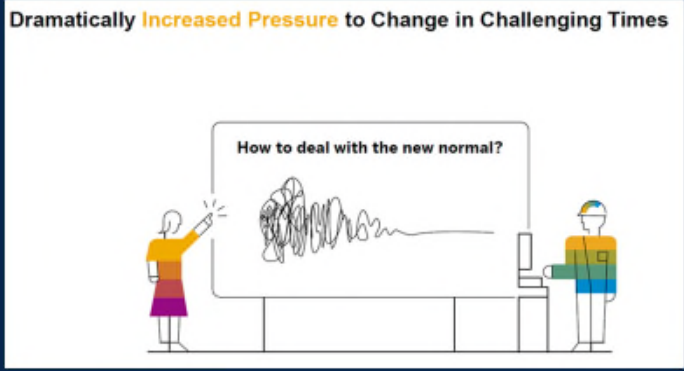 Dramatically Increased Pressure to Change in Challenging Times
How to deal with the new normal?